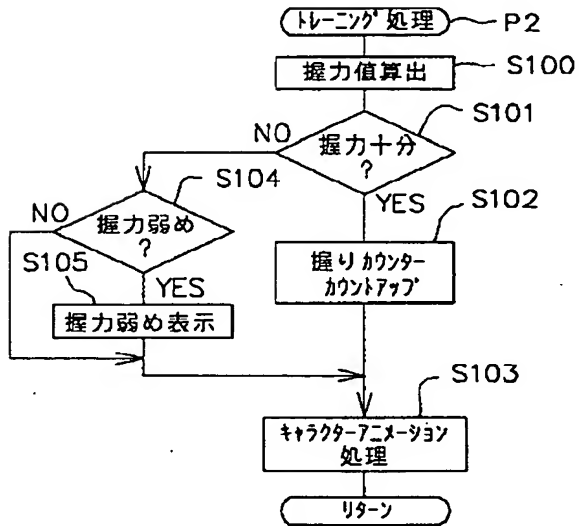 トレーニング処理
P2
握力値算出
S100
S101
NO
握力十分
?
YES
S104
NO
握力弱め
?
S102
握りカウンター
カウントアップ
S105
YES
握力弱め表示
S103
キャラクターアニメーション
処理
リターン